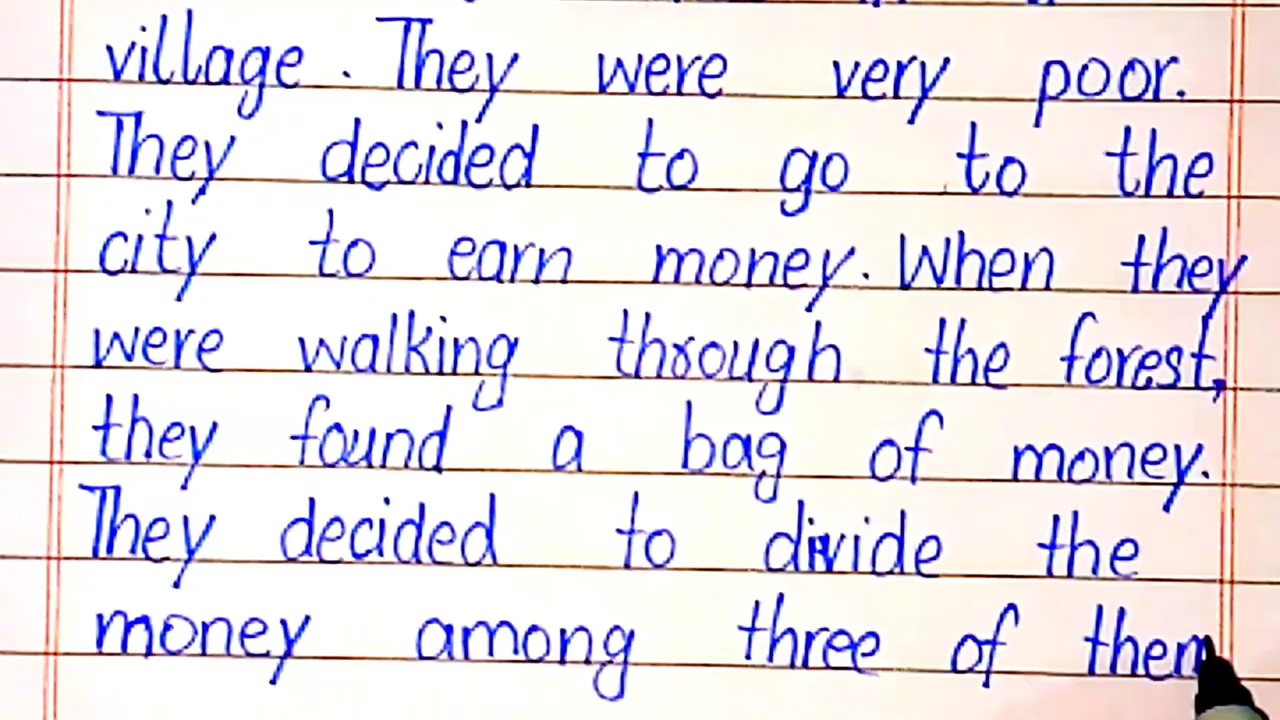 village. They were very poor.
They decided to go to the
city to earn money. When they
were walking through the forest,
they found a bag of money.
They decided to divide the
money among three of them